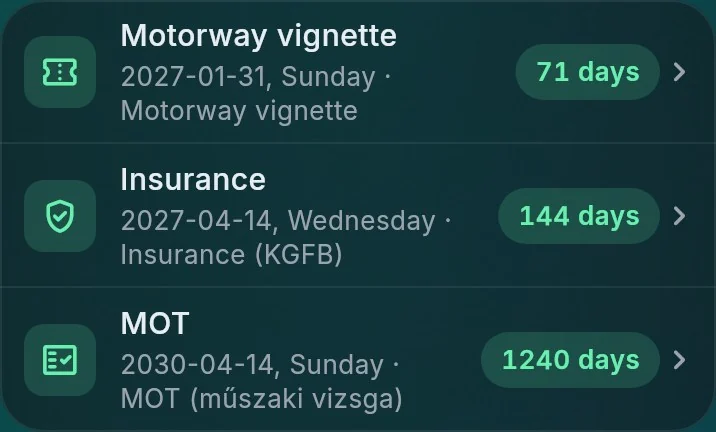 Motorway vignette
2027-01-31, Sunday ·
Motorway vignette
71 days
Insurance
2027-04-14, Wednesday ·
Insurance (KGFB)
144 days
MOT
2030-04-14, Sunday ·
MOT (műszaki vizsga)
1240 days